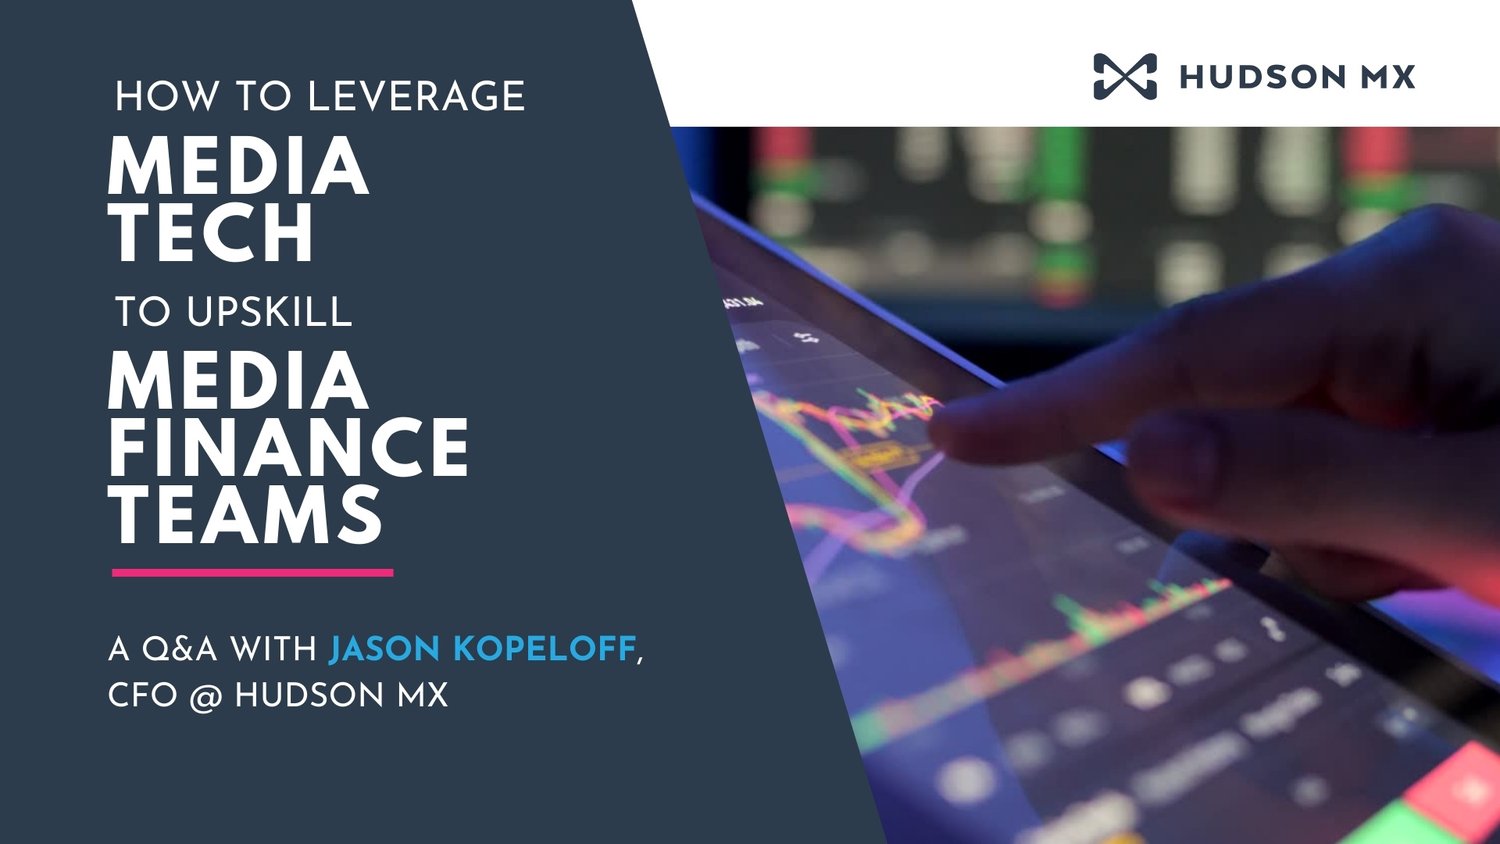 HOW TO LEVERAGE
MEDIA
TECH
TO UPSKILL
MEDIA
FINANCE
TEAMS
A Q&A WITH JASON KOPELOFF,
CFO @ HUDSON MX
HUDSON MX